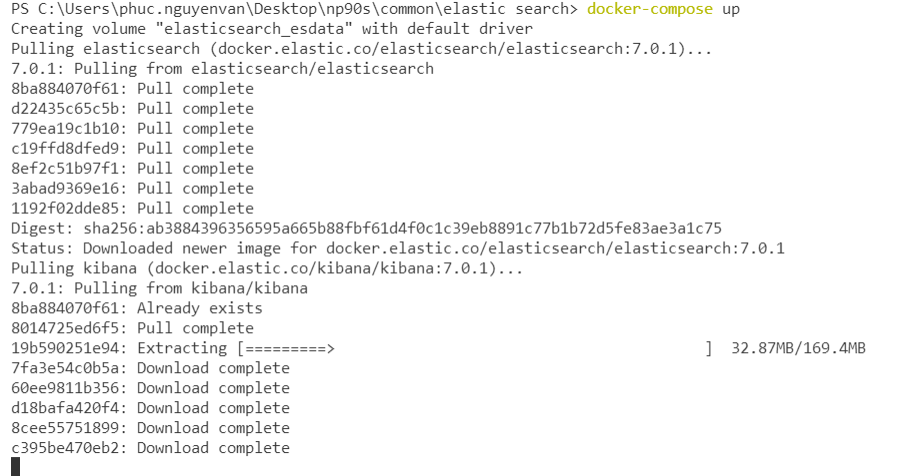 PS C:\Users\phuc.nguyenvan\Desktop\np90s\common\elastic search> docker-compose up
Creating volume "elasticsearch_esdata" with default driver
Pulling elasticsearch (docker.elastic.co/elasticsearch/elasticsearch:7.0.1)...
7.0.1: Pulling from elasticsearch/elasticsearch
8ba884070f61: Pull complete
d22435c65c5b: Pull complete
779ea19c1b10: Pull complete
c19ffd8dfed9: Pull complete
8ef2c51b97f1: Pull complete
3abad9369e16: Pull complete
1192f02dde85: Pull complete
Digest: sha256:ab3884396356595a665b88fbf61d4f0c1c39eb8891c77b1b72d5fe83ae3a1c75
Status: Downloaded newer image for docker.elastic.co/elasticsearch/elasticsearch:7.0.1
Pulling kibana (docker.elastic.co/kibana/kibana:7.0.1)...
7.0.1: Pulling from kibana/kibana
8ba884070f61: Already exists
8014725ed6f5: Pull complete
19b590251e94: Extracting [=========>                                         ]  32.87MB/169.4MB
7fa3e54c0b5a: Download complete
60ee9811b356: Download complete
d18bafa420f4: Download complete
8cee55751899: Download complete
c395be470eb2: Download complete